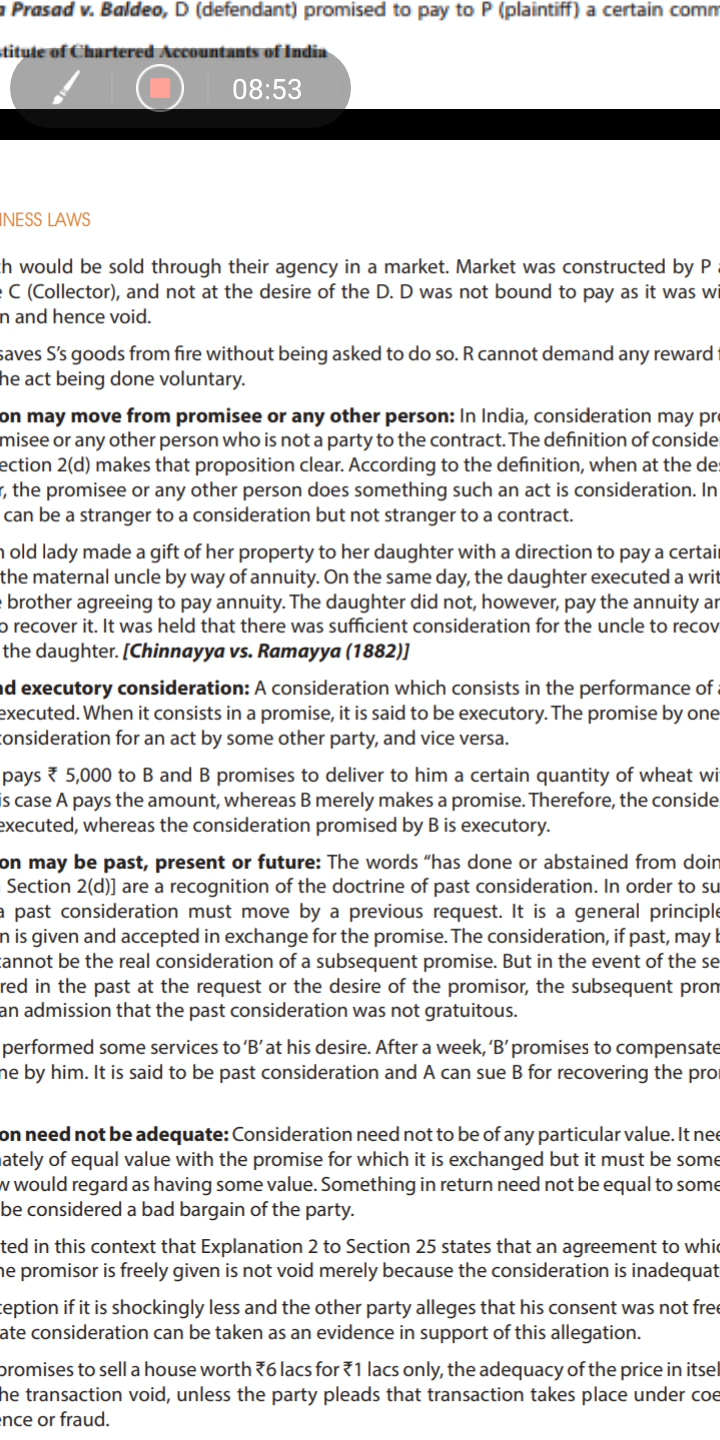 a Prasad v. Baldeo, D (defendant) promised to pay to P (plaintiff) a certain comm
stitute of Chartered Accountants of India
08:53
INESS LAWS
ch would be sold through their agency in a market. Market was constructed by P a
e C (Collector), and not at the desire of the D. D was not bound to pay as it was wi
n and hence void.
saves S's goods from fire without being asked to do so. R cannot demand any reward f
he act being done voluntary.
on may move from promisee or any other person: In India, consideration may pro
misee or any other person who is not a party to the contract. The definition of conside
ection 2(d) makes that proposition clear. According to the definition, when at the des
r, the promisee or any other person does something such an act is consideration. In
can be a stranger to a consideration but not stranger to a contract.
n old lady made a gift of her property to her daughter with a direction to pay a certain
the maternal uncle by way of annuity. On the same day, the daughter executed a writ
e brother agreeing to pay annuity. The daughter did not, however, pay the annuity an
o recover it. It was held that there was sufficient consideration for the uncle to recov
the daughter. [Chinnayya vs. Ramayya (1882)]
nd executory consideration: A consideration which consists in the performance of a
executed. When it consists in a promise, it is said to be executory. The promise by one
consideration for an act by some other party, and vice versa.
pays ₹ 5,000 to B and B promises to deliver to him a certain quantity of wheat wi
is case A pays the amount, whereas B merely makes a promise. Therefore, the conside
executed, whereas the consideration promised by B is executory.
on may be past, present or future: The words “has done or abstained from doin
Section 2(d)] are a recognition of the doctrine of past consideration. In order to su
a past consideration must move by a previous request. It is a general principle
n is given and accepted in exchange for the promise. The consideration, if past, may b
cannot be the real consideration of a subsequent promise. But in the event of the se
red in the past at the request or the desire of the promisor, the subsequent prom
an admission that the past consideration was not gratuitous.
performed some services to ‘B’ at his desire. After a week, ‘B’ promises to compensate
ne by him. It is said to be past consideration and A can sue B for recovering the pro
on need not be adequate: Consideration need not to be of any particular value. It nee
nately of equal value with the promise for which it is exchanged but it must be some
w would regard as having some value. Something in return need not be equal to some
be considered a bad bargain of the party.
ted in this context that Explanation 2 to Section 25 states that an agreement to whic
he promisor is freely given is not void merely because the consideration is inadequat
ception if it is shockingly less and the other party alleges that his consent was not free
ate consideration can be taken as an evidence in support of this allegation.
promises to sell a house worth ₹6 lacs for ₹1 lacs only, the adequacy of the price in itsel
he transaction void, unless the party pleads that transaction takes place under coe
ence or fraud.